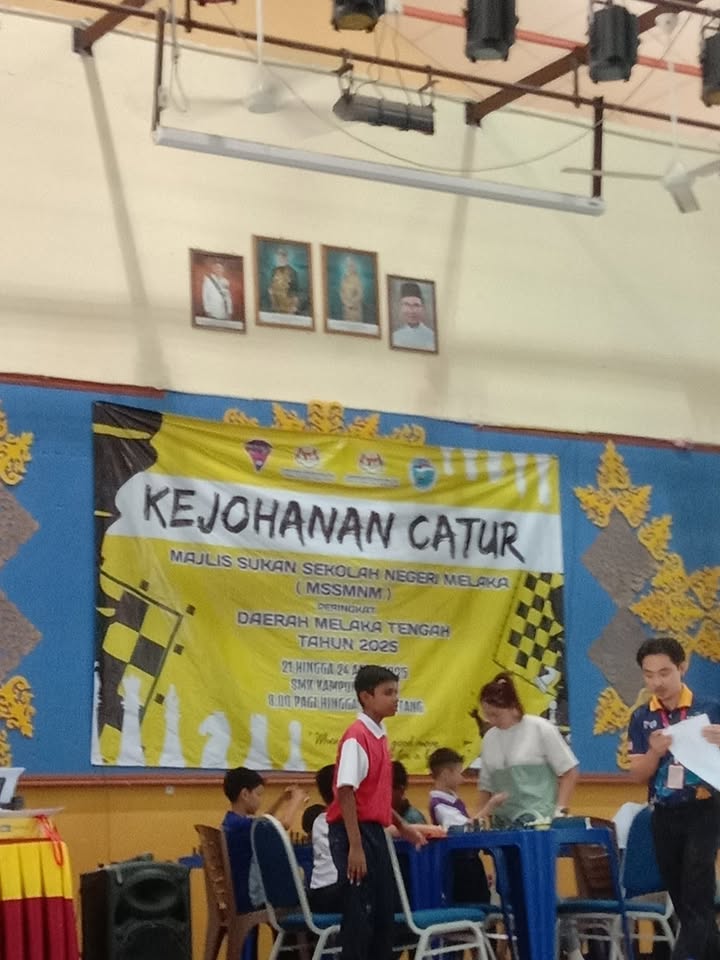 KEJOHANAN CATUR
MAJLIS SUKAN SEKOLAH NEGERI MELAKA
( MSSMNM )
PERINGKAT
DAERAH MELAKA TENGAH
TAHUN 2025
21 HINGGA 24
SMK
8.00 PAGI HINGGA